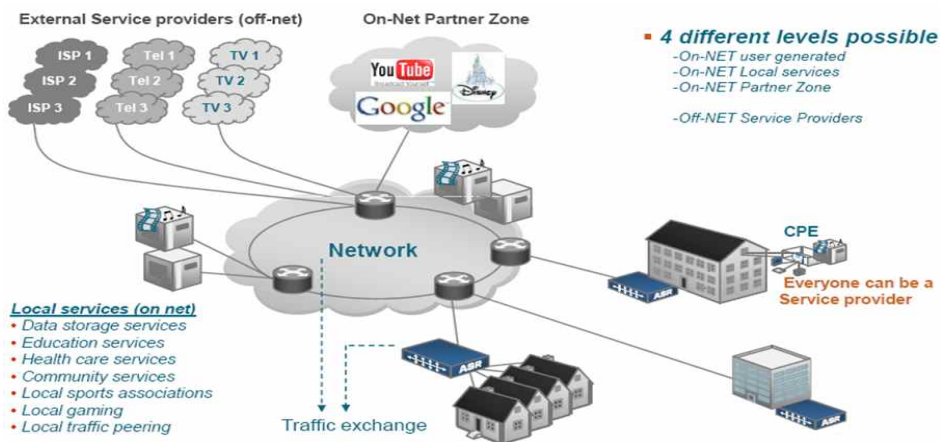 External Service providers (off-net)
On-Net Partner Zone
ISP 1
ISP 2
ISP 3
Tel 1
Tel 2
Tel 3
TV 1
TV 2
TV 3
YouTube
Broadcast Yourself
Disney
Google
4 different levels possible
-On-NET user generated
-On-NET Local services
-On-NET Partner Zone
-Off-NET Service Providers
Network
CPE
Everyone can be a
Service provider
ASR
ASR
ASR
Local services (on net)
• Data storage services
• Education services
• Health care services
• Community services
• Local sports associations
• Local gaming
• Local traffic peering
Traffic exchange